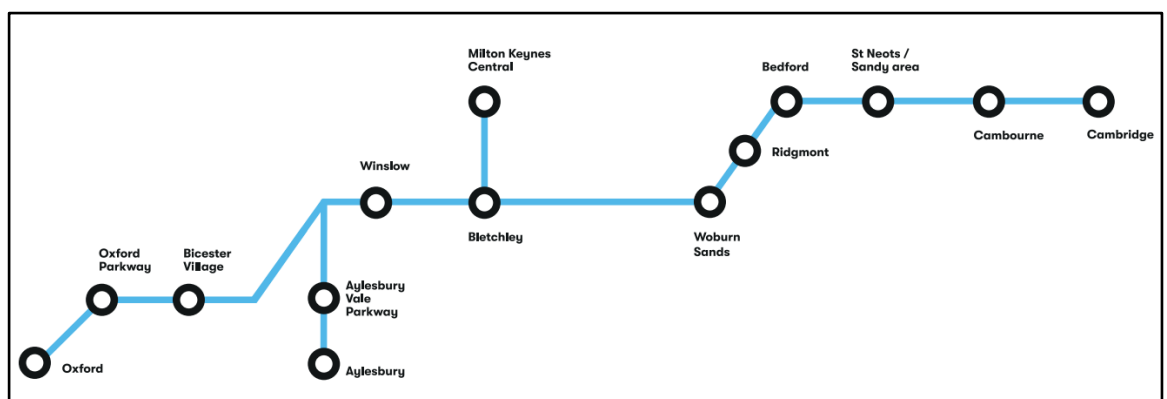 Milton Keynes
Central
Bedford
St Neots /
Sandy area
Cambourne
Cambridge
Ridgmont
Winslow
Bletchley
Woburn
Sands
Oxford
Parkway
Bicester
Village
Aylesbury
Vale
Parkway
Oxford
Aylesbury